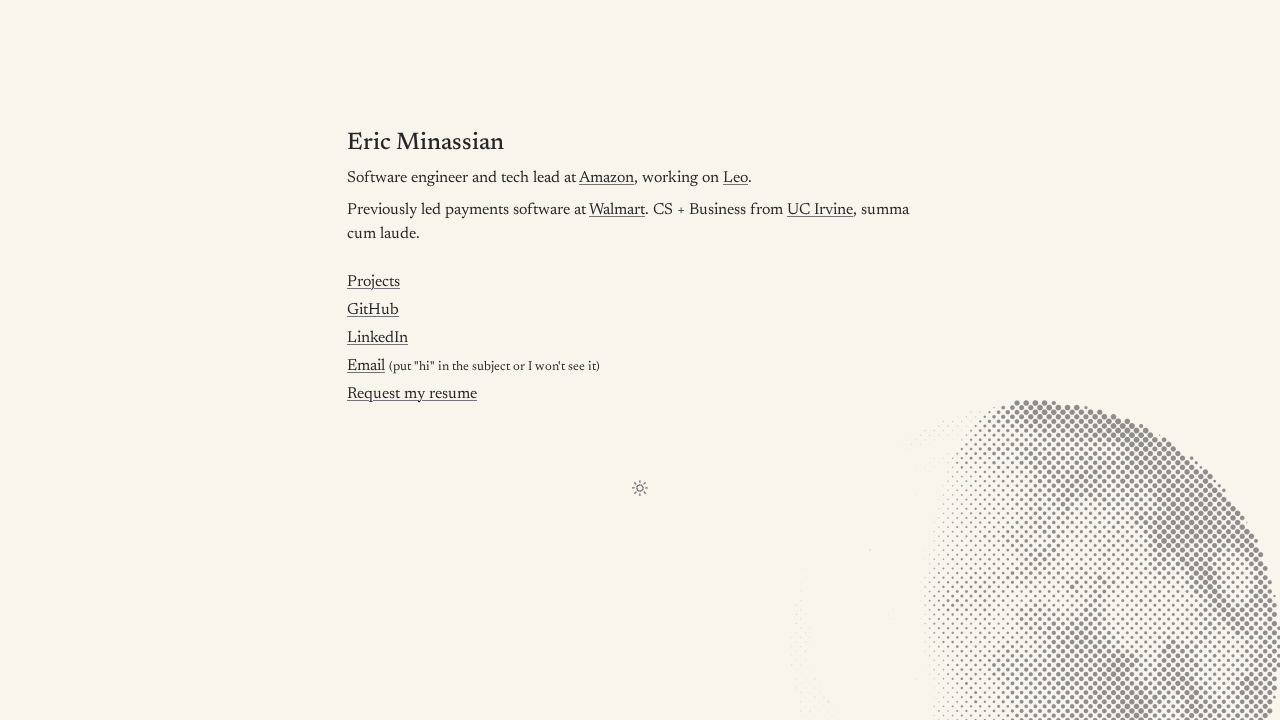 Eric Minassian
Software engineer and tech lead at Amazon, working on Leo.
Previously led payments software at Walmart. CS + Business from UC Irvine, summa
cum laude.
Projects
GitHub
LinkedIn
Email (put "hi" in the subject or I won't see it)
Request my resume